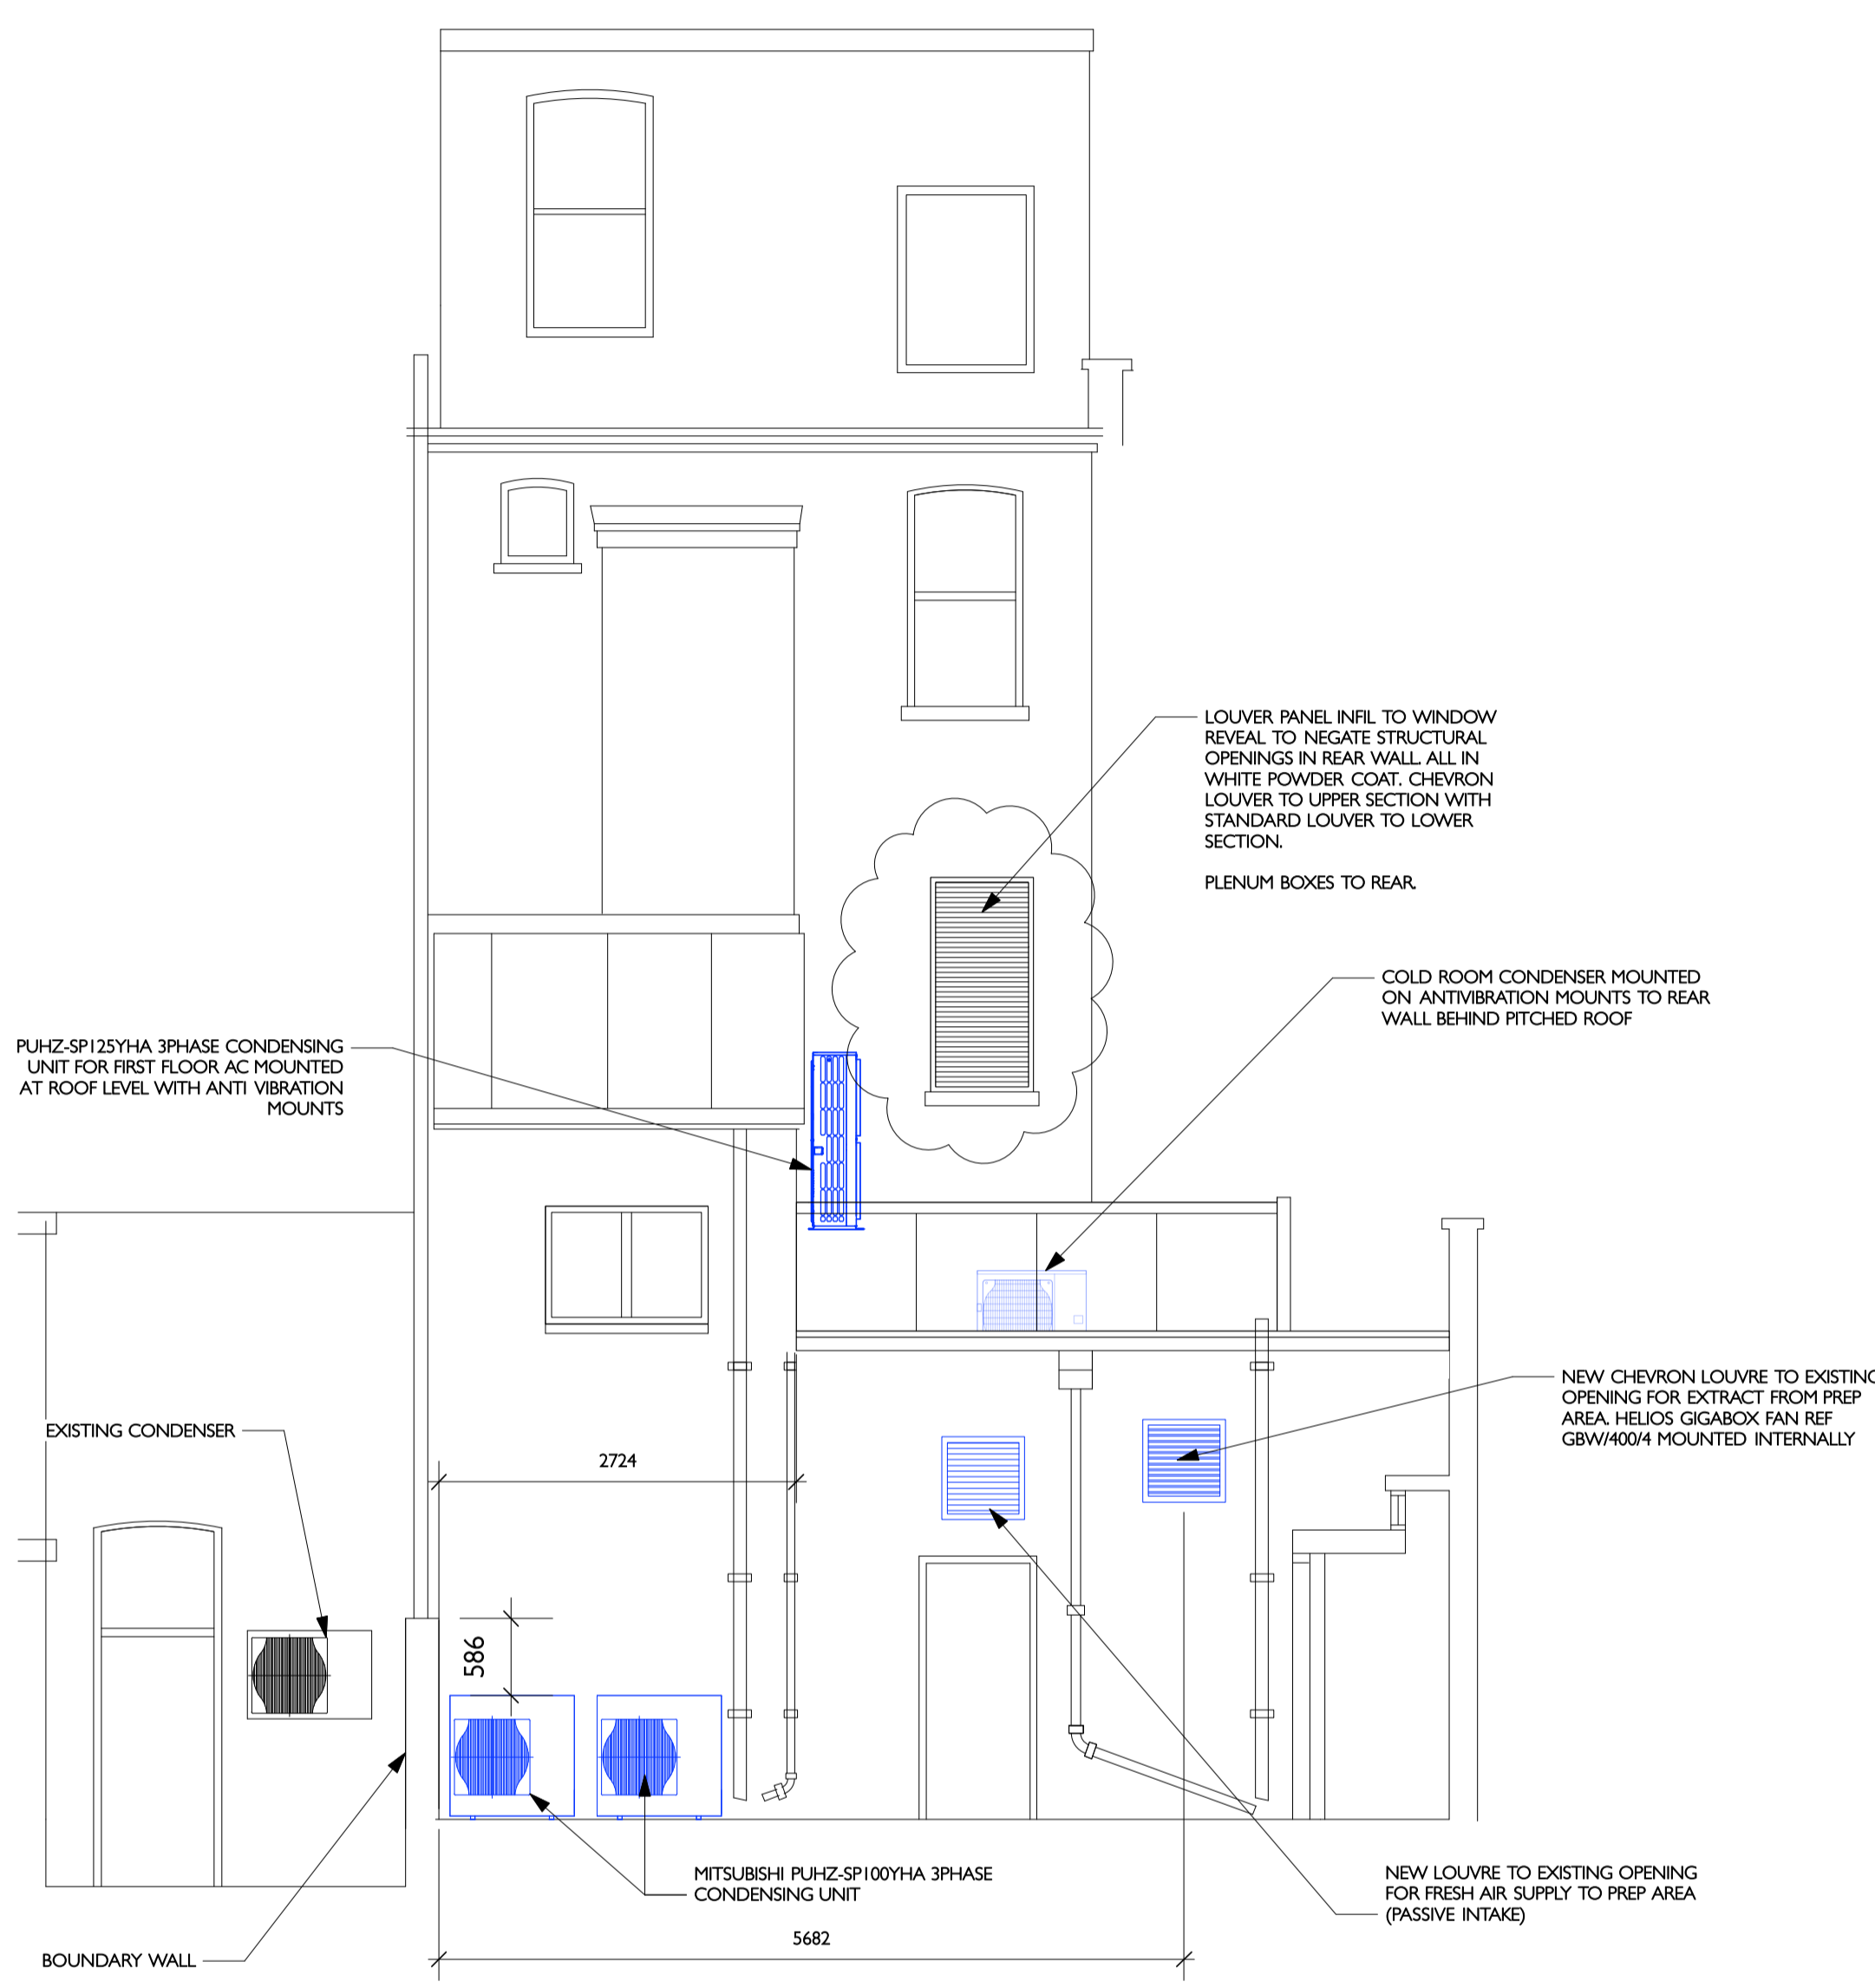 LOUVER PANEL INFIL TO WINDOW
REVEAL TO NEGATE STRUCTURAL
OPENINGS IN REAR WALL. ALL IN
WHITE POWDER COAT. CHEVRON
LOUVER TO UPPER SECTION WITH
STANDARD LOUVER TO LOWER
SECTION.
PLENUM BOXES TO REAR.
COLD ROOM CONDENSER MOUNTED
ON ANTIVIBRATION MOUNTS TO REAR
WALL BEHIND PITCHED ROOF
PUHZ-SP125YHA 3PHASE CONDENSING
UNIT FOR FIRST FLOOR AC MOUNTED
AT ROOF LEVEL WITH ANTI VIBRATION
MOUNTS
NEW CHEVRON LOUVRE TO EXISTING
OPENING FOR EXTRACT FROM PREP
AREA. HELIOS GIGABOX FAN REF
GBW/400/4 MOUNTED INTERNALLY
EXISTING CONDENSER
2724
586
MITSUBISHI PUHZ-SP100YHA 3PHASE
CONDENSING UNIT
NEW LOUVRE TO EXISTING OPENING
FOR FRESH AIR SUPPLY TO PREP AREA
(PASSIVE INTAKE)
5682
BOUNDARY WALL